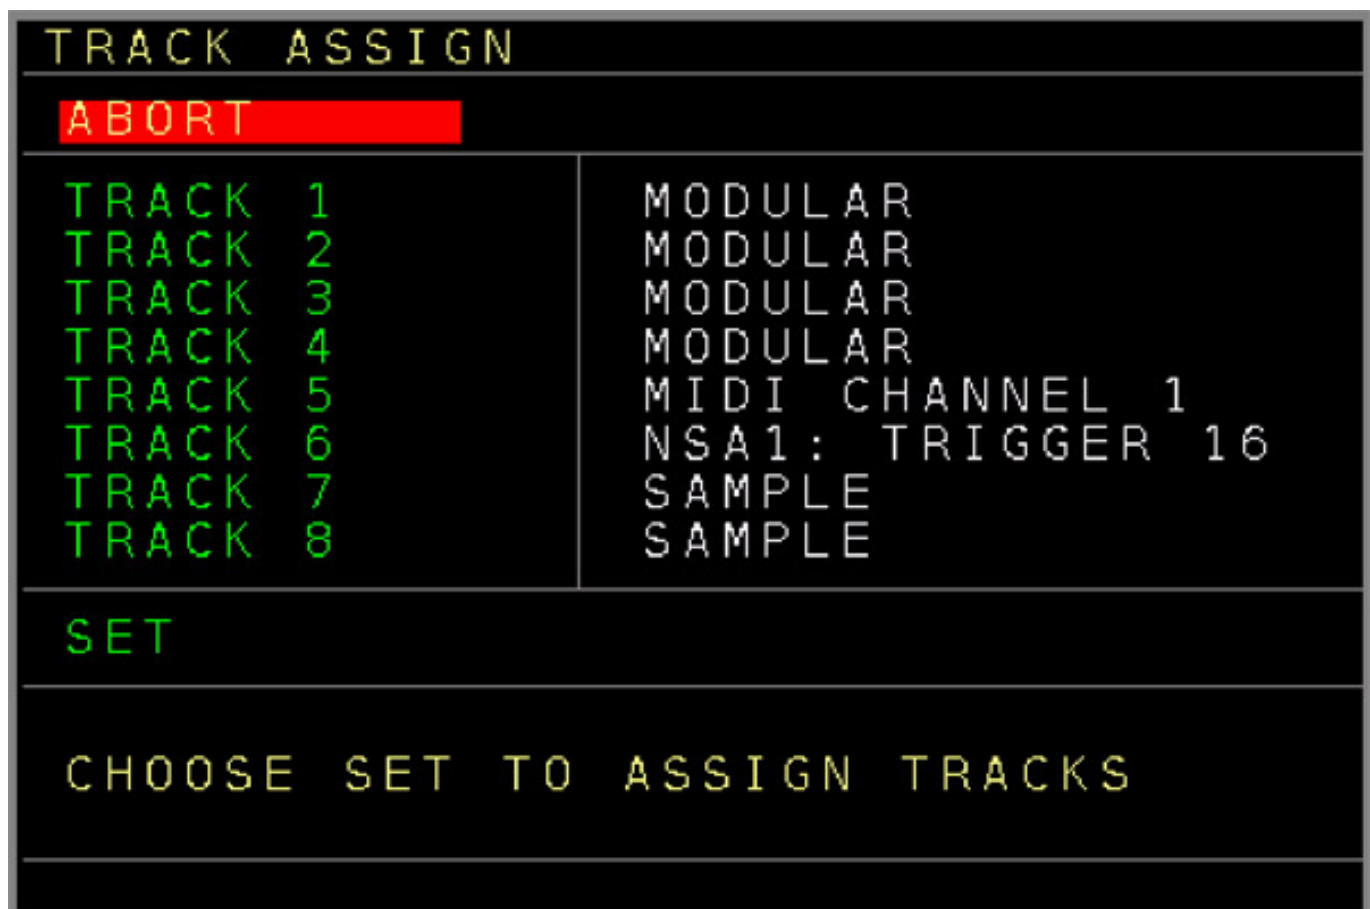 TRACK ASSIGN
ABORT
TRACK 1 MODULAR
TRACK 2 MODULAR
TRACK 3 MODULAR
TRACK 4 MODULAR
TRACK 5 MIDI CHANNEL 1
TRACK 6 NSA1: TRIGGER 16
TRACK 7 SAMPLE
TRACK 8 SAMPLE
SET
CHOOSE SET TO ASSIGN TRACKS